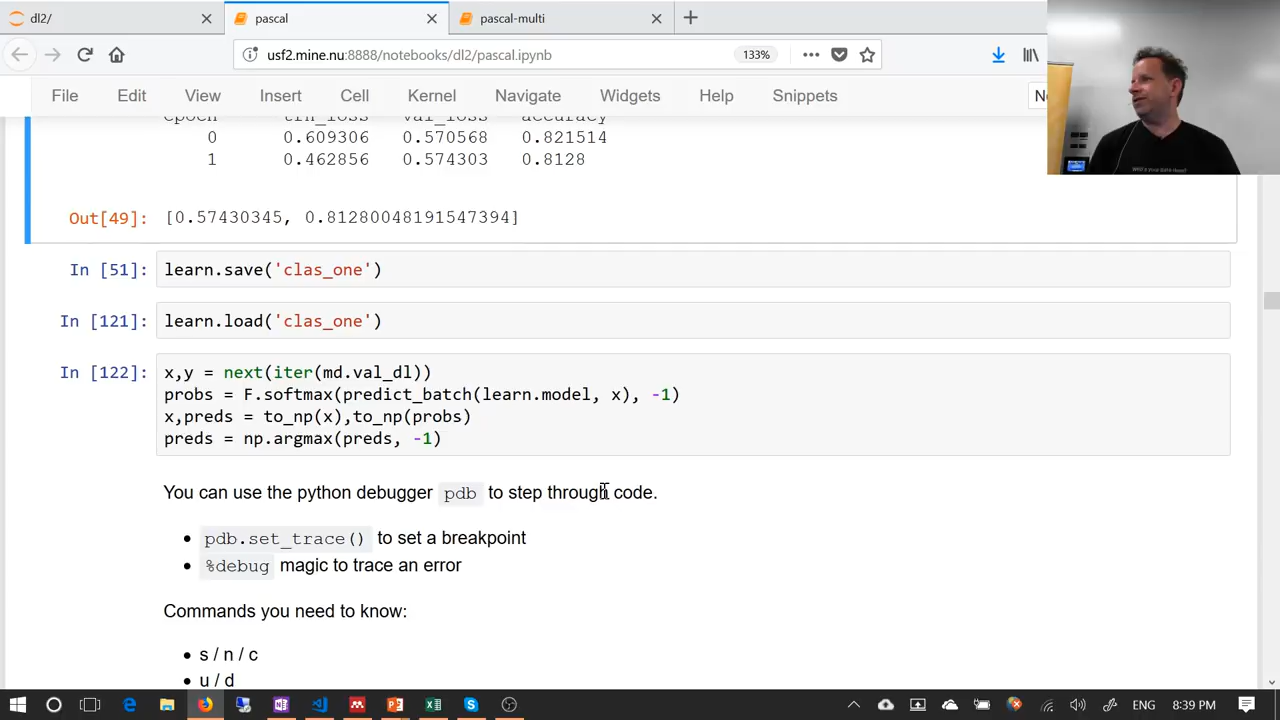 dl2/
pascal
pascal-multi
usf2.mine.nu:8888/notebooks/dl2/pascal.ipynb
133%
File Edit View Insert Cell Kernel Navigate Widgets Help Snippets
epoch trn_loss val_loss accuracy
0 0.609306 0.570568 0.821514
1 0.462856 0.574303 0.8128
Out[49]: [0.57430345, 0.81280048191547394]
In [51]: learn.save('clas_one')
In [121]: learn.load('clas_one')
In [122]: x,y = next(iter(md.val_dl))
probs = F.softmax(predict_batch(learn.model, x), -1)
x,preds = to_np(x),to_np(probs)
preds = np.argmax(preds, -1)
You can use the python debugger pdb to step through code.
• pdb.set_trace() to set a breakpoint
• %debug magic to trace an error
Commands you need to know:
• s / n / c
• u / d
ENG 8:39 PM